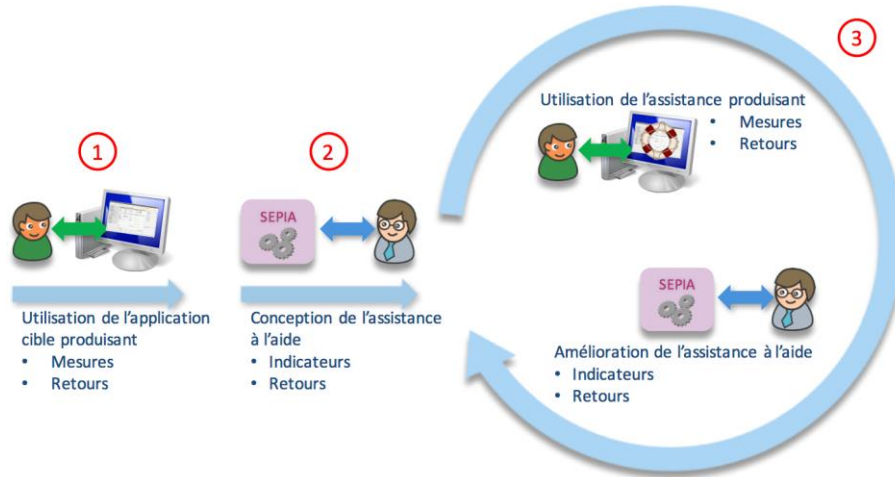 1
2
3
SEPIA
Utilisation de l'application
cible produisant
• Mesures
• Retours
Conception de l'assistance
à l'aide
• Indicateurs
• Retours
Utilisation de l'assistance produisant
• Mesures
• Retours
SEPIA
Amélioration de l'assistance à l'aide
• Indicateurs
• Retours